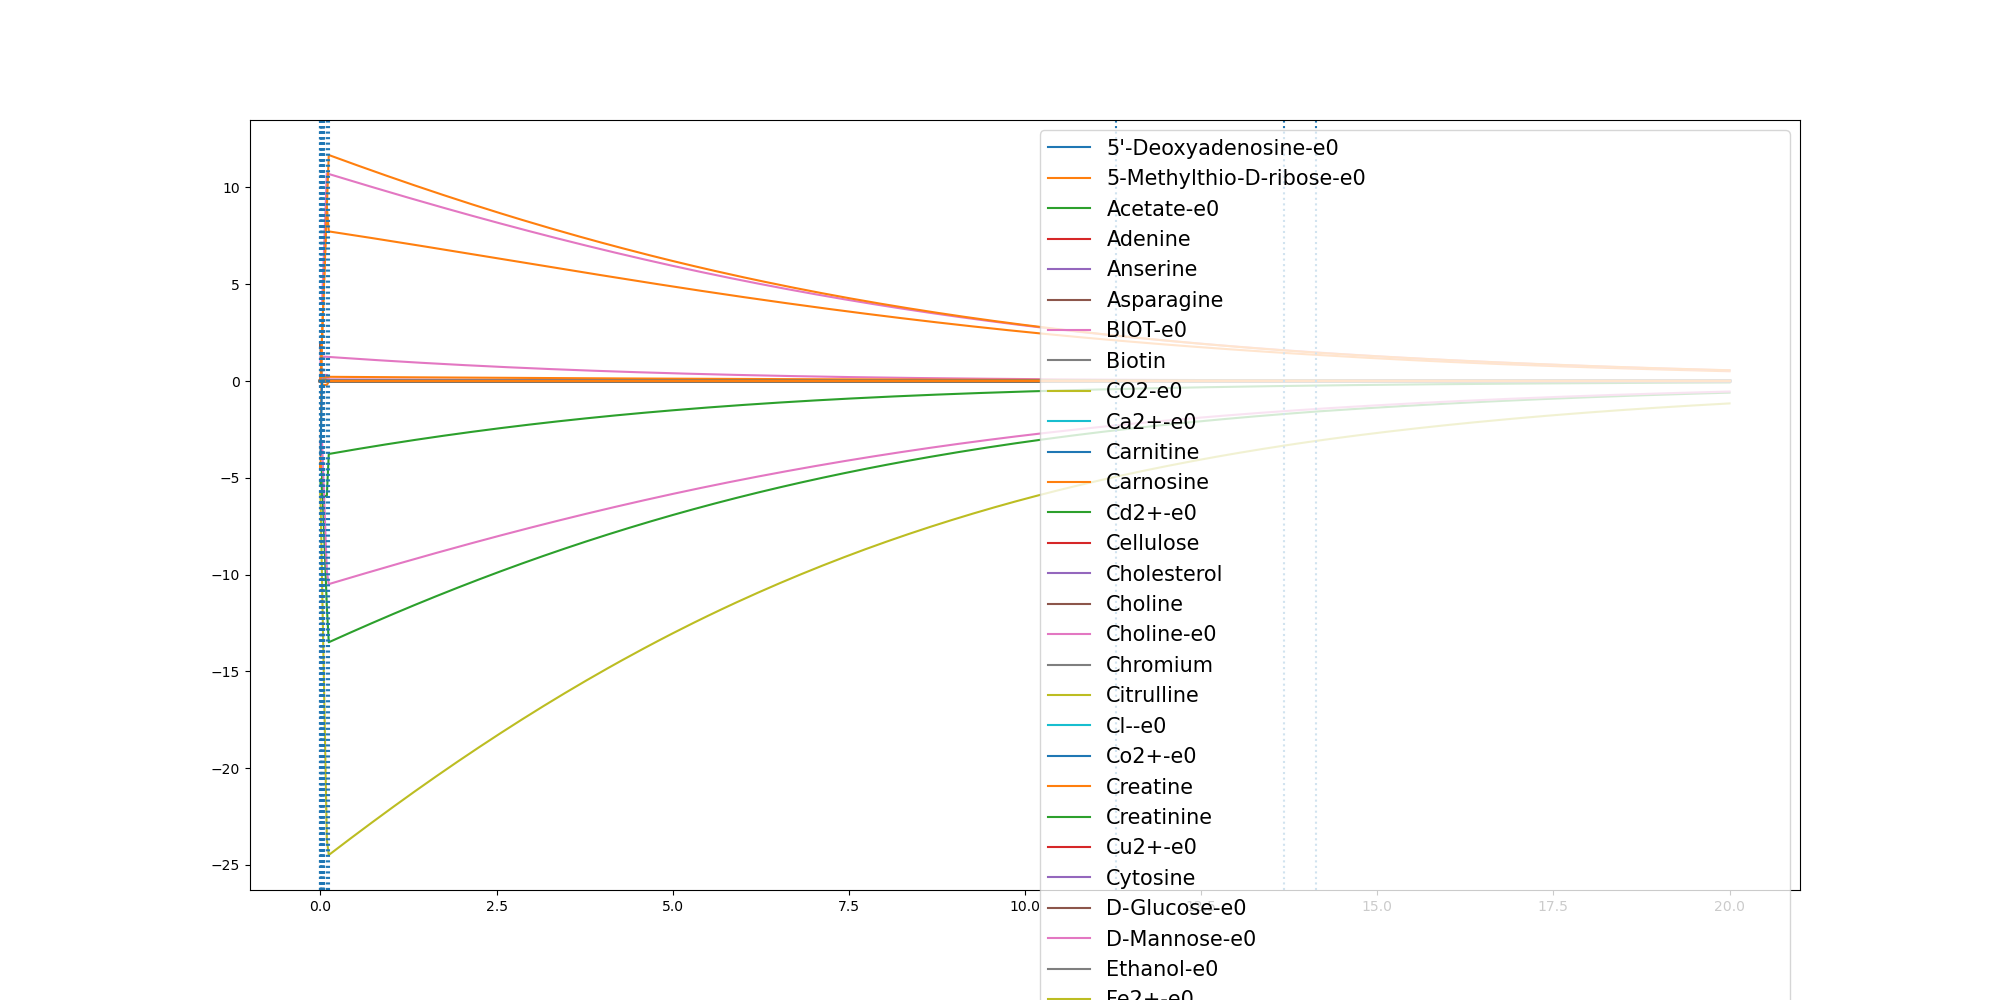 10
5
0
−5
−10
−15
−20
−25
0.0 2.5 5.0 7.5 10.0 15.0 17.5 20.0
5'-Deoxyadenosine-e0
5-Methylthio-D-ribose-e0
Acetate-e0
Adenine
Anserine
Asparagine
BIOT-e0
Biotin
CO2-e0
Ca2+-e0
Carnitine
Carnosine
Cd2+-e0
Cellulose
Cholesterol
Choline
Choline-e0
Chromium
Citrulline
Cl--e0
Co2+-e0
Creatine
Creatinine
Cu2+-e0
Cytosine
D-Glucose-e0
D-Mannose-e0
Ethanol-e0
Fe2+-e0